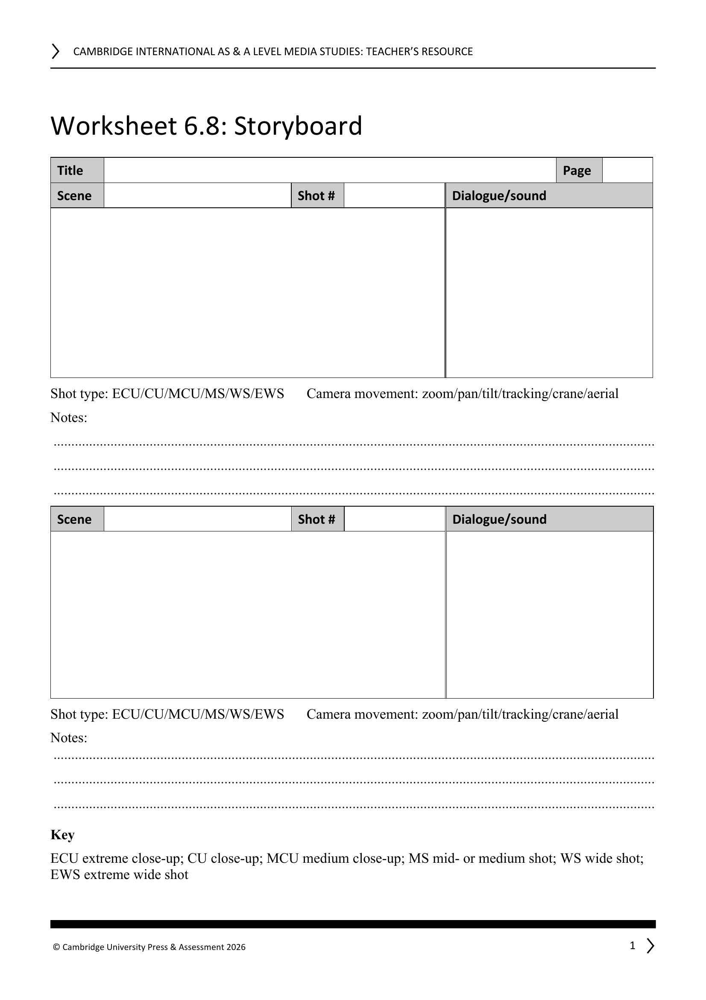 CAMBRIDGE INTERNATIONAL AS & A LEVEL MEDIA STUDIES: TEACHER'S RESOURCE
Worksheet 6.8: Storyboard
Title Page
Scene Shot # Dialogue/sound
Shot type: ECU/CU/MCU/MS/WS/EWS Camera movement: zoom/pan/tilt/tracking/crane/aerial
Notes:
Scene Shot # Dialogue/sound
Shot type: ECU/CU/MCU/MS/WS/EWS Camera movement: zoom/pan/tilt/tracking/crane/aerial
Notes:
Key
ECU extreme close-up; CU close-up; MCU medium close-up; MS mid- or medium shot; WS wide shot;
EWS extreme wide shot
© Cambridge University Press & Assessment 2026 1